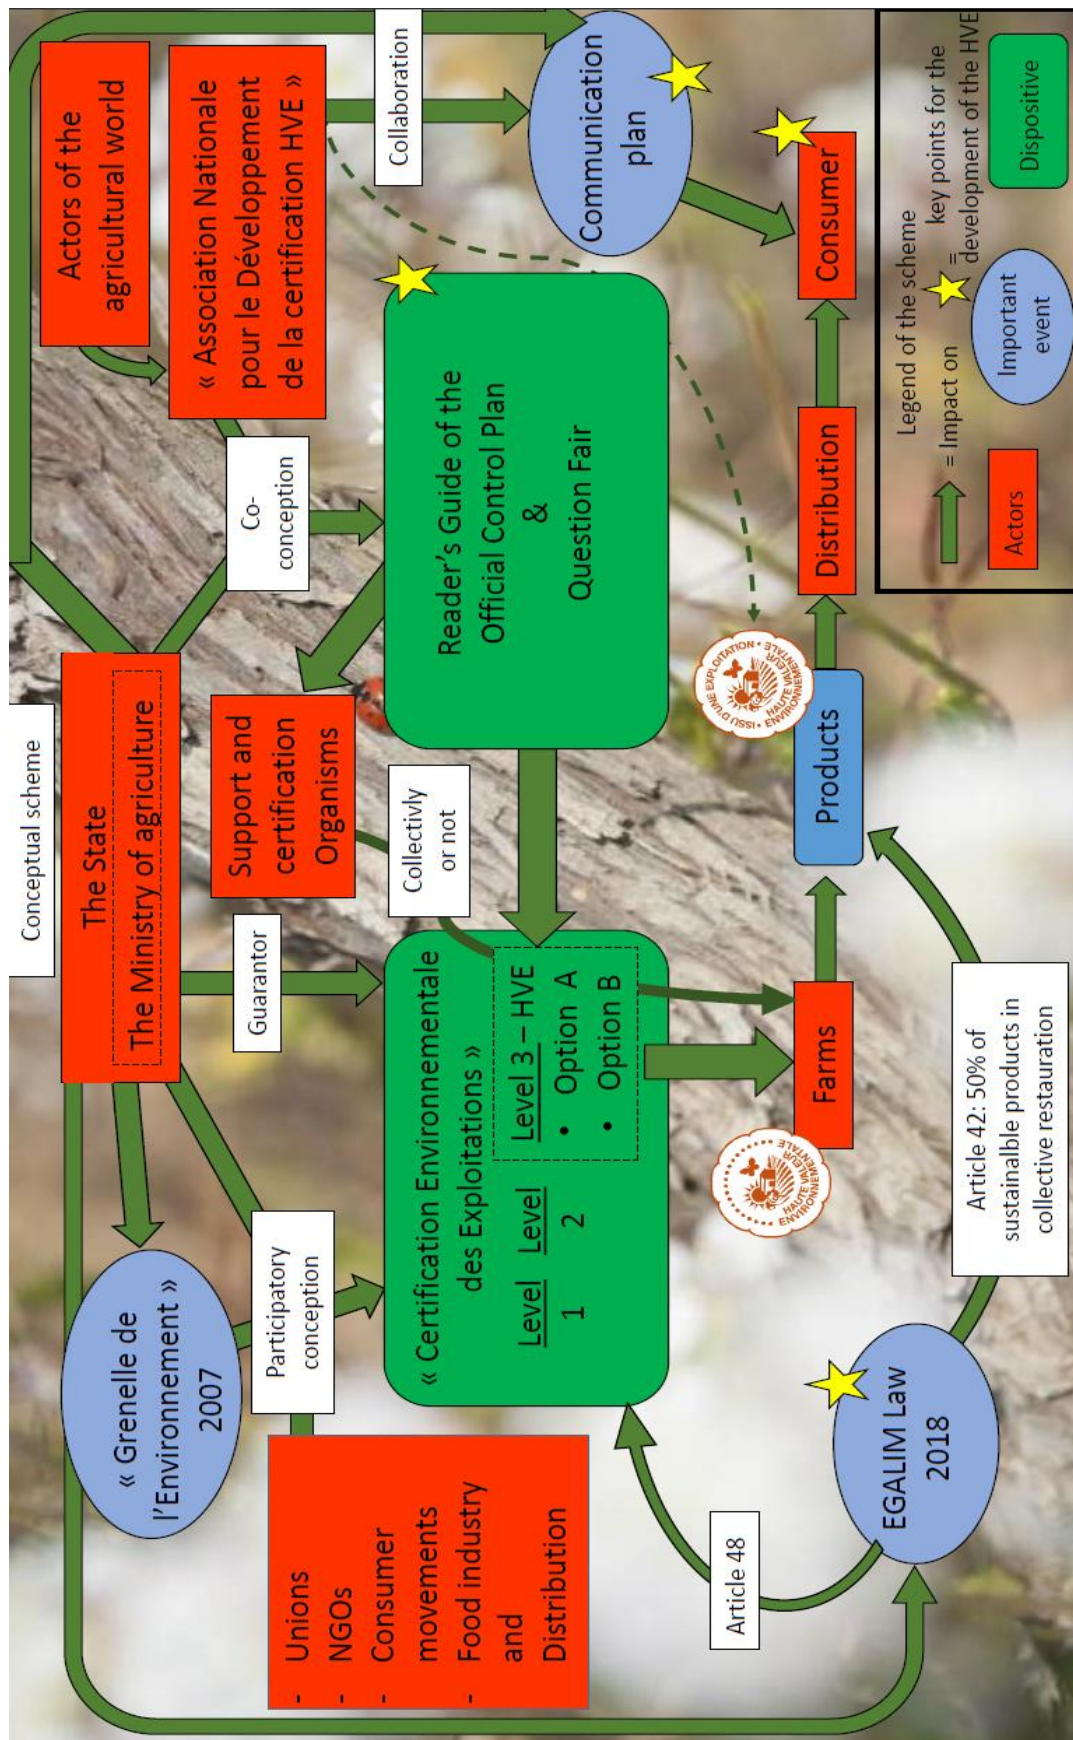 Conceptual scheme
The State
The Ministry of agriculture
Actors of the
agricultural world
« Grenelle de
l'Environnement »
2007
Participatory
conception
Guarantor
Support and
certification
Organisms
Co-
conception
« Association Nationale
pour le Développement
de la certification HVE »
Collaboration
- Unions
- NGOs
- Consumer
movements
- Food industry
and
Distribution
« Certification Environnementale
des Exploitations »
Level
1
Level
2
Level 3 – HVE
• Option A
• Option B
Collectivly
or not
Reader's Guide of the
Official Control Plan
&
Question Fair
Communication
plan
Article 48
HAUTE VALEUR
ENVIRONNEMENTALE
Farms
Products
ISSU D'UNE EXPLOITATION
HAUTE VALEUR
ENVIRONNEMENTALE
Distribution
Consumer
EGALIM Law
2018
Article 42: 50% of
sustainalble products in
collective restauration
Legend of the scheme
= Impact on
= key points for the
development of the HVE
Actors
Important
event
Dispositive